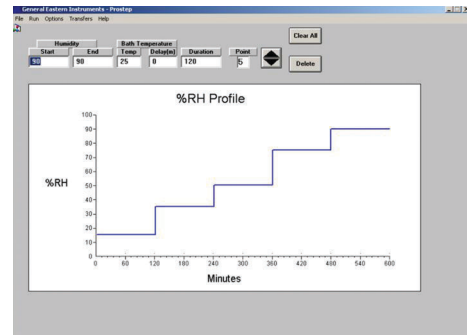 General Eastern Instruments - Prostep
File Run Options Transfers Help
Humidity Bath Temperature
Start End Temp Delay(m) Duration Point
90 90 25 0 120 5
Clear All
Delete
%RH Profile
100
90
80
70
60
50
40
30
20
10
%RH
0 60 120 180 240 300 360 420 480 540 600
Minutes